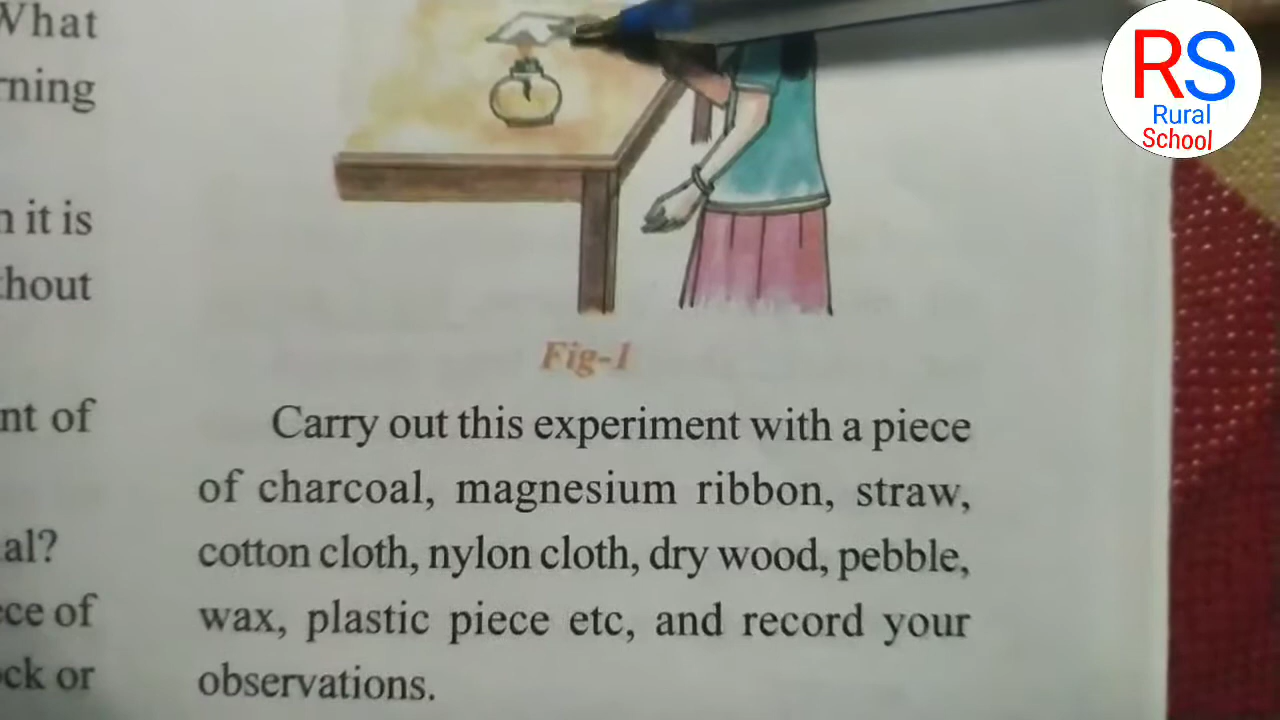 What
it is
nt of
al?
ce of
ck or
Fig-1
Carry out this experiment with a piece
of charcoal, magnesium ribbon, straw,
cotton cloth, nylon cloth, dry wood, pebble,
wax, plastic piece etc, and record your
observations.
RS
Rural
School